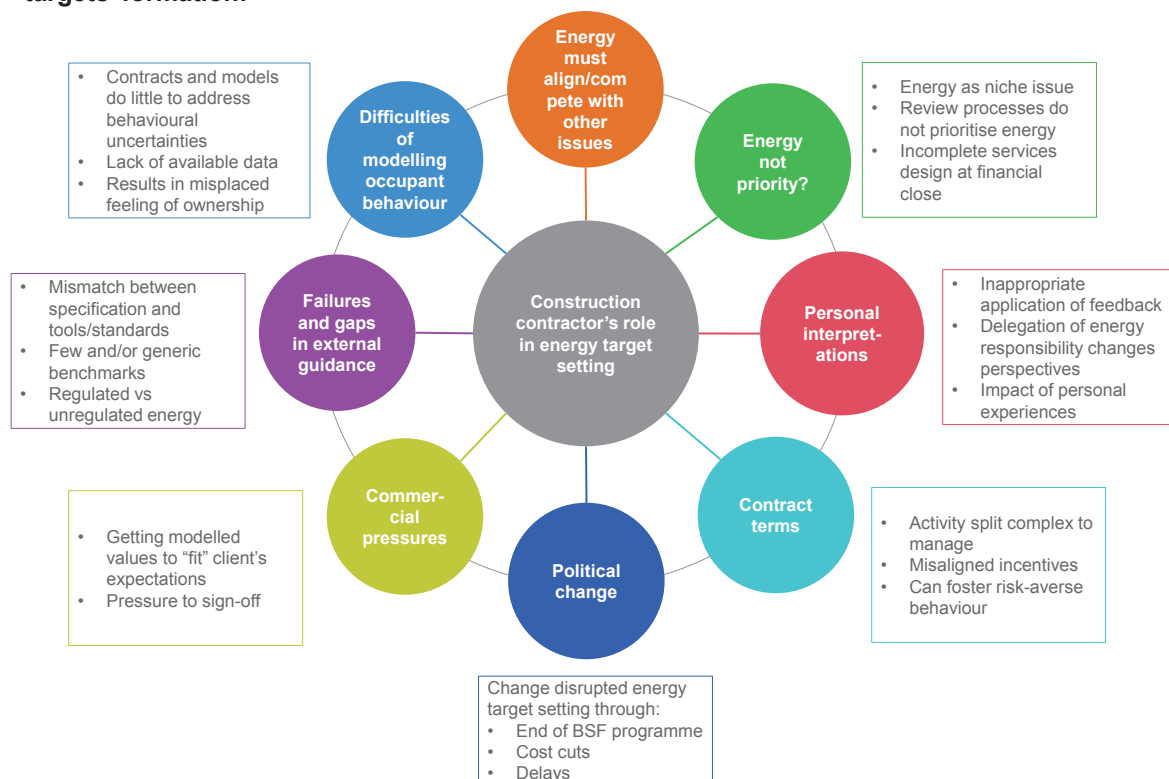 targets' formation.
Energy
must
align/com
pete with
other
issues
• Contracts and models
do little to address
behavioural
uncertainties
• Lack of available data
• Results in misplaced
feeling of ownership
Difficulties
of
modelling
occupant
behaviour
Energy
not
priority?
• Energy as niche issue
• Review processes do
not prioritise energy
• Incomplete services
design at financial
close
• Mismatch between
specification and
tools/standards
• Few and/or generic
benchmarks
• Regulated vs
unregulated energy
Failures
and gaps
in external
guidance
Construction
contractor's role
in energy target
setting
Personal
interpret-
ations
• Inappropriate
application of feedback
• Delegation of energy
responsibility changes
perspectives
• Impact of personal
experiences
• Getting modelled
values to "fit" client's
expectations
• Pressure to sign-off
Commer-
cial
pressures
Political
change
Contract
terms
• Activity split complex to
manage
• Misaligned incentives
• Can foster risk-averse
behaviour
Change disrupted energy
target setting through:
• End of BSF programme
• Cost cuts
• Delays